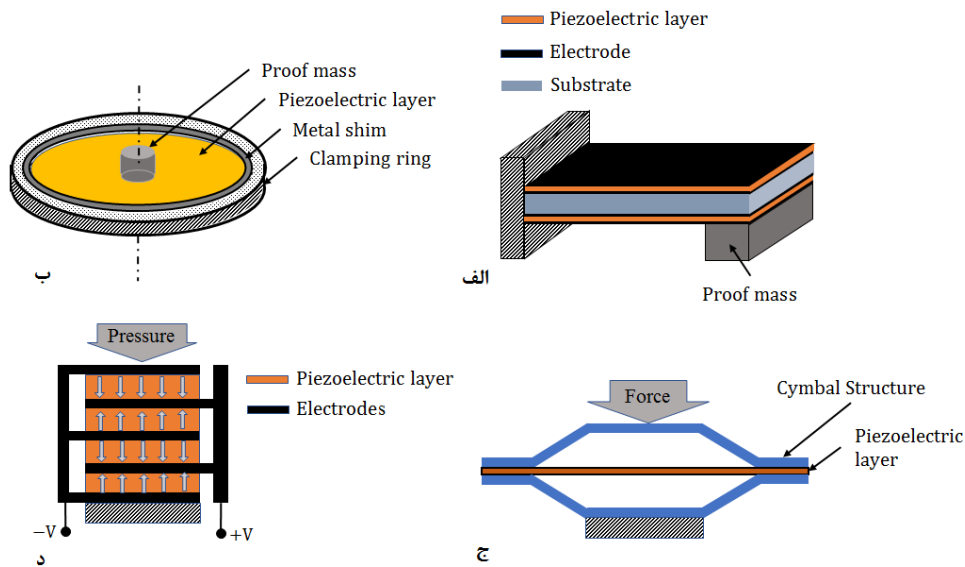 Piezoelectric layer
Electrode
Substrate
Proof mass
الف
Proof mass
Piezoelectric layer
Metal shim
Clamping ring
ب
Force
Cymbal Structure
Piezoelectric
layer
ج
Pressure
Piezoelectric layer
Electrodes
−V
+V
د